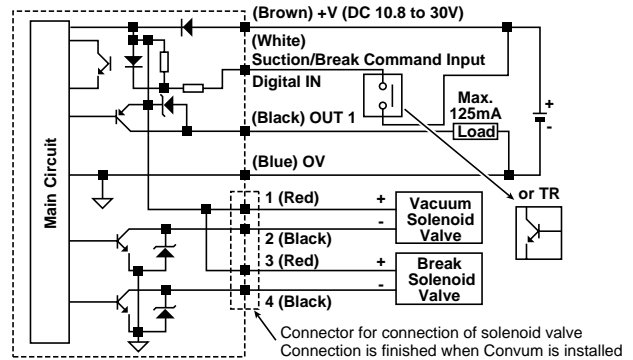 (Brown) +V (DC 10.8 to 30V)
(White)
Suction/Break Command Input
Digital IN
Max.
125mA
Load
(Black) OUT 1
+
-
(Blue) OV
or TR
Main Circuit
1 (Red)
+
Vacuum
Solenoid
Valve
-
2 (Black)
3 (Red)
+
Break
Solenoid
Valve
-
4 (Black)
Connector for connection of solenoid valve
Connection is finished when Convum is installed